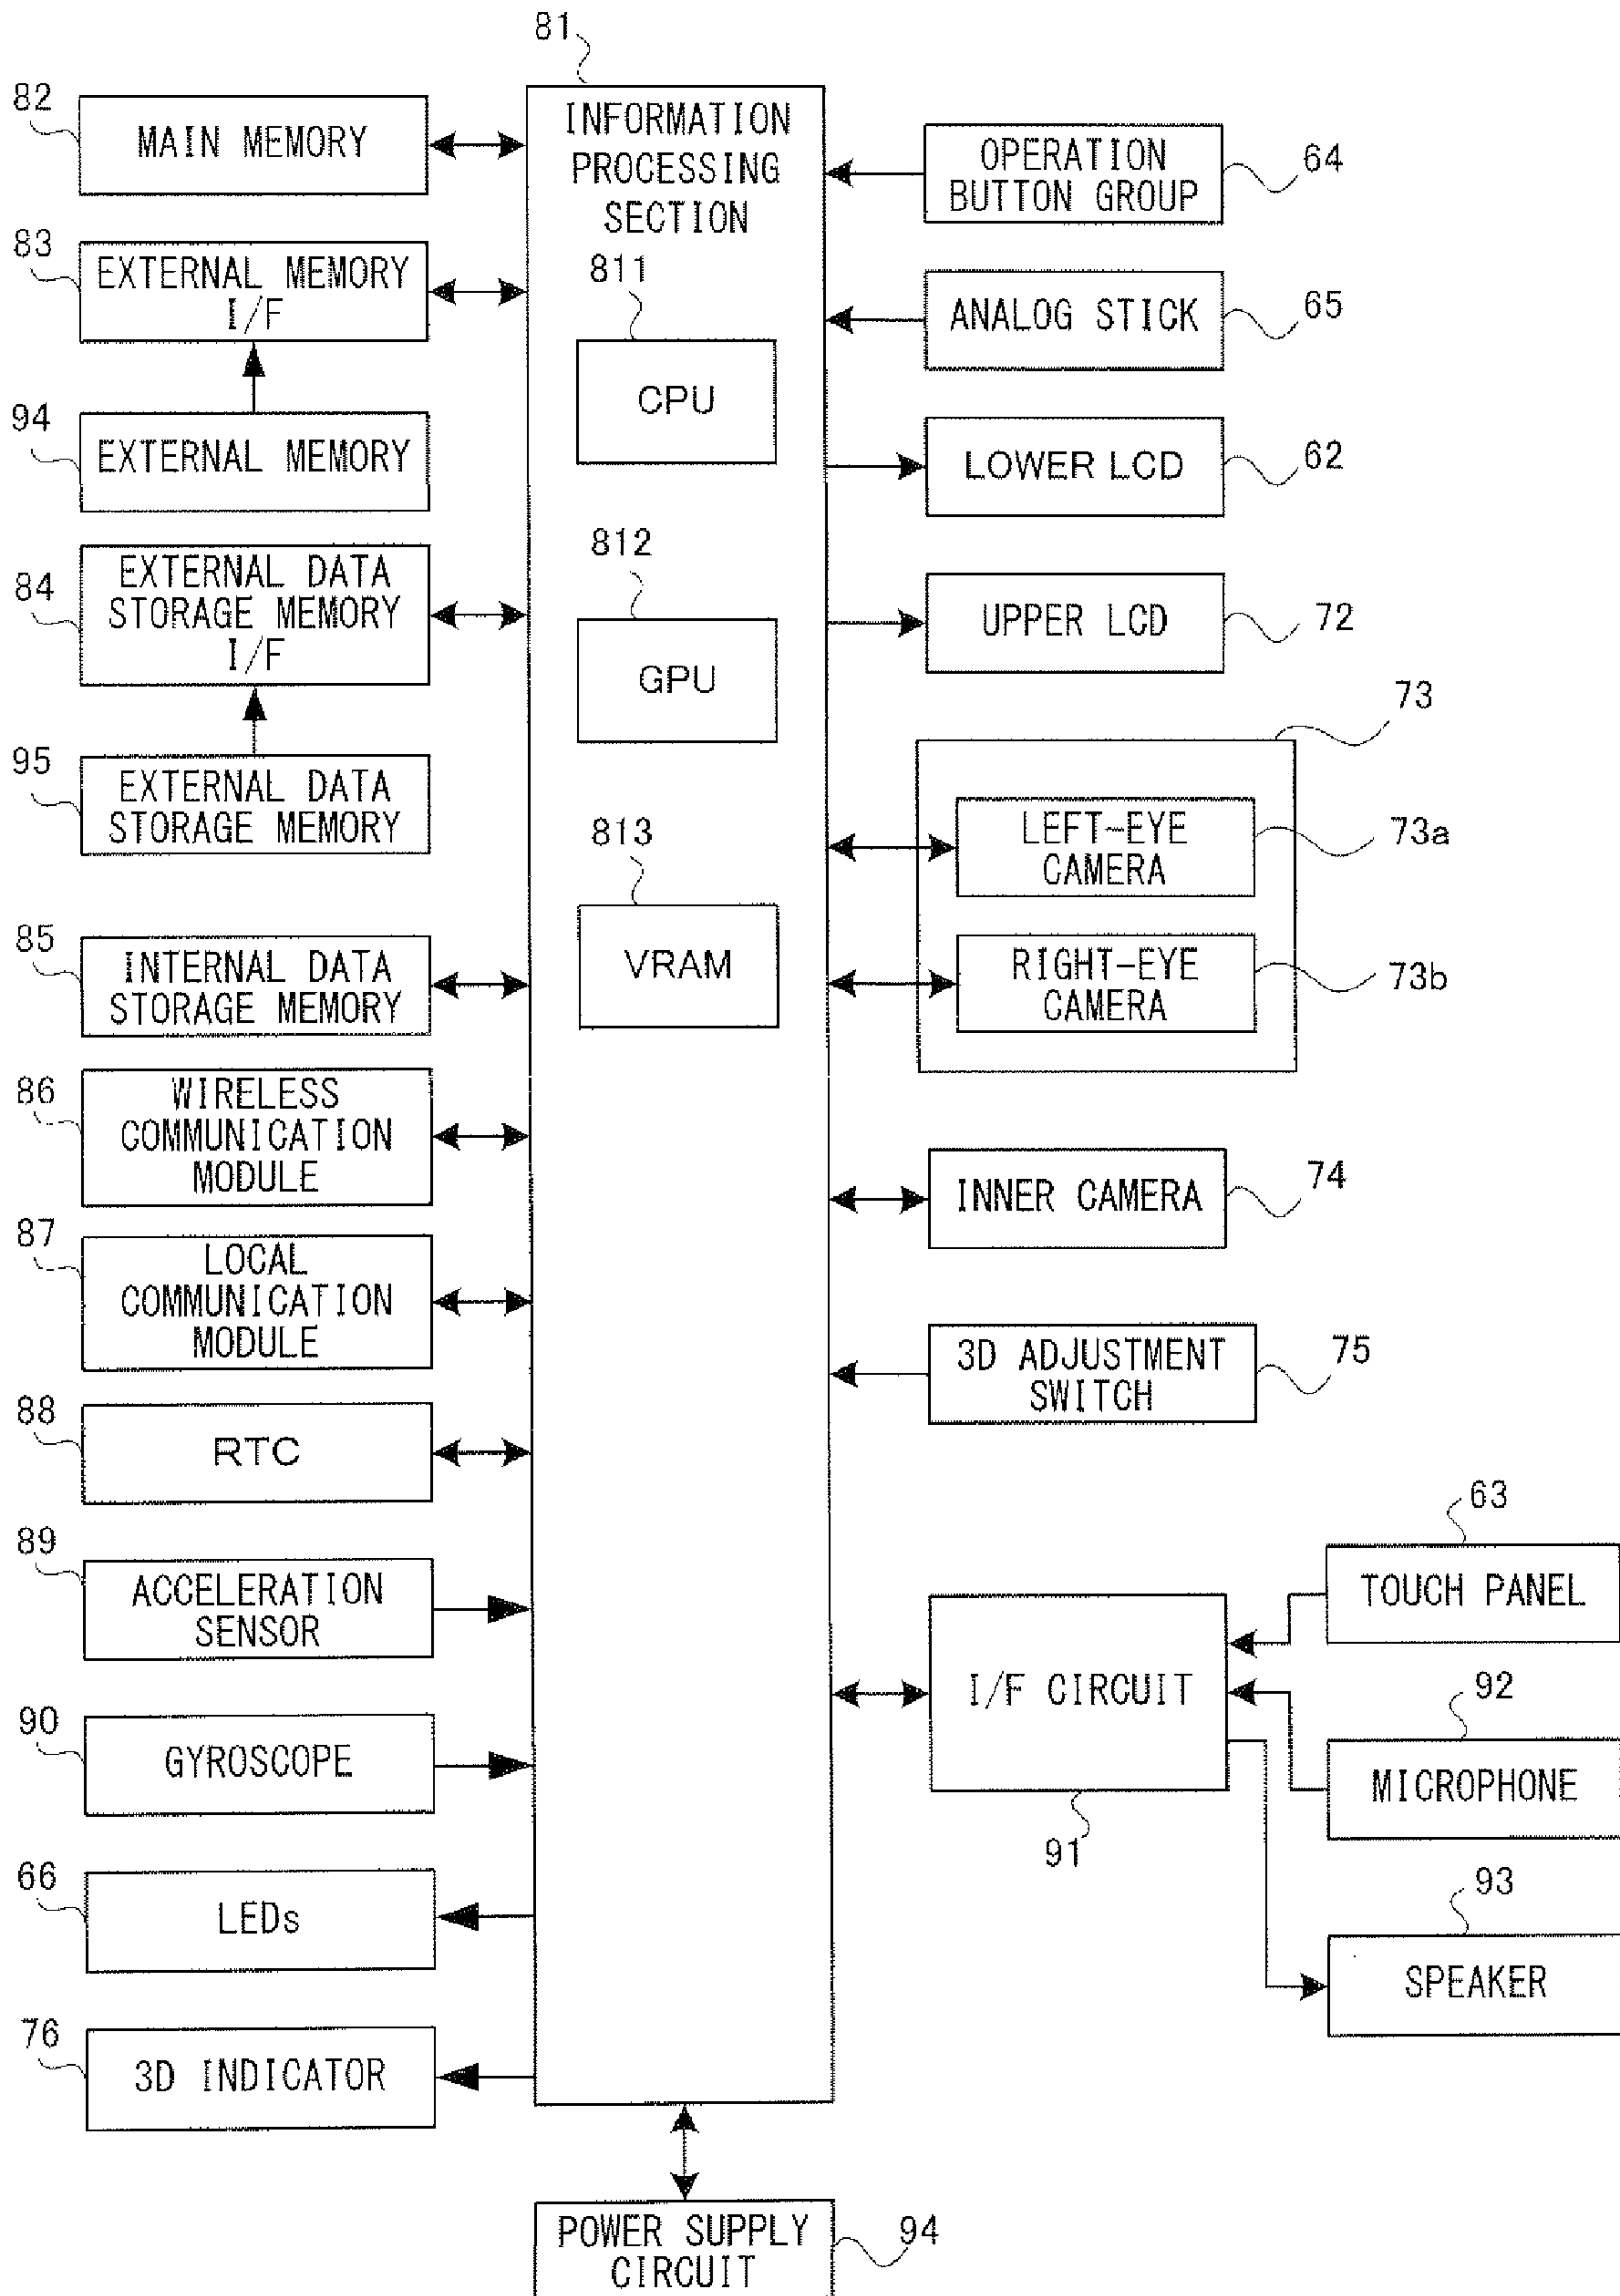 81
INFORMATION
PROCESSING
SECTION
811
CPU
812
GPU
813
VRAM
82
MAIN MEMORY
83
EXTERNAL MEMORY
I/F
94
EXTERNAL MEMORY
84
EXTERNAL DATA
STORAGE MEMORY
I/F
95
EXTERNAL DATA
STORAGE MEMORY
85
INTERNAL DATA
STORAGE MEMORY
86
WIRELESS
COMMUNICATION
MODULE
87
LOCAL
COMMUNICATION
MODULE
88
RTC
89
ACCELERATION
SENSOR
90
GYROSCOPE
66
LEDs
76
3D INDICATOR
OPERATION
BUTTON GROUP
64
ANALOG STICK
65
LOWER LCD
62
UPPER LCD
72
73
LEFT-EYE
CAMERA
73a
RIGHT-EYE
CAMERA
73b
INNER CAMERA
74
3D ADJUSTMENT
SWITCH
75
63
TOUCH PANEL
I/F CIRCUIT
91
92
MICROPHONE
93
SPEAKER
POWER SUPPLY
CIRCUIT
94